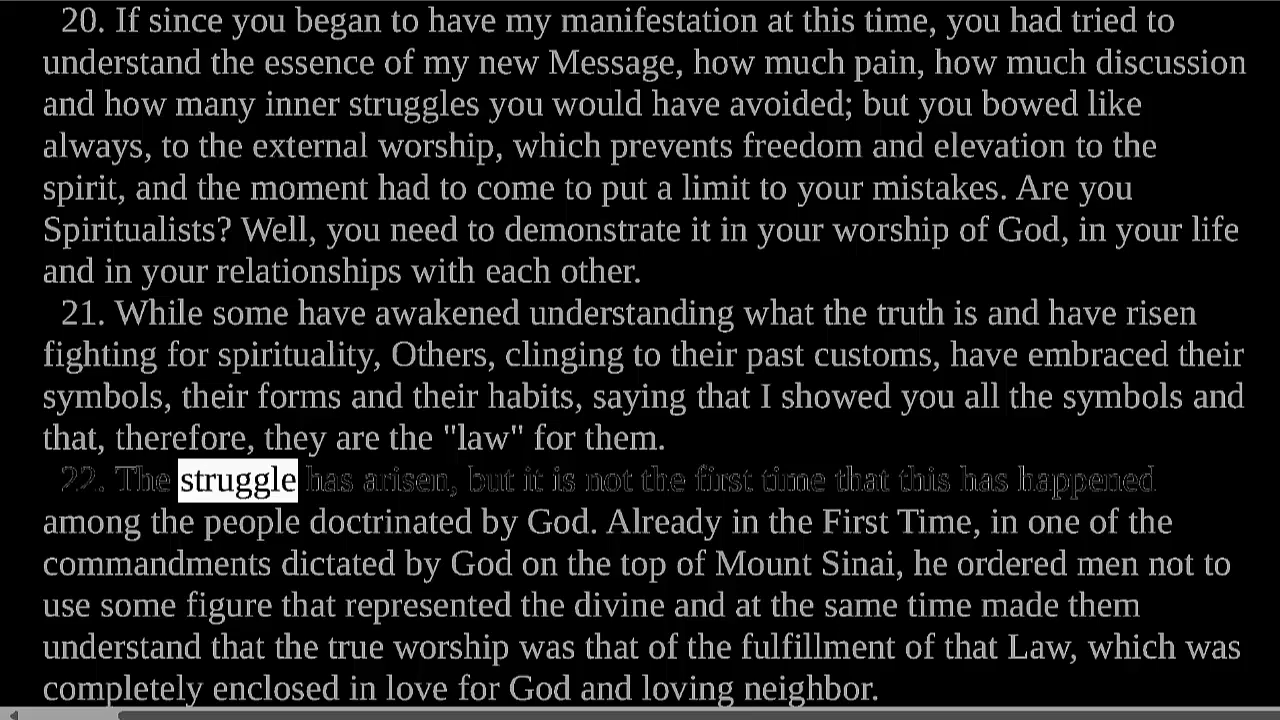 20. If since you began to have my manifestation at this time, you had tried to
understand the essence of my new Message, how much pain, how much discussion
and how many inner struggles you would have avoided; but you bowed like
always, to the external worship, which prevents freedom and elevation to the
spirit, and the moment had to come to put a limit to your mistakes. Are you
Spiritualists? Well, you need to demonstrate it in your worship of God, in your life
and in your relationships with each other.
21. While some have awakened understanding what the truth is and have risen
fighting for spirituality, Others, clinging to their past customs, have embraced their
symbols, their forms and their habits, saying that I showed you all the symbols and
that, therefore, they are the "law" for them.
22. The struggle has arisen, but it is not the first time that this has happened
among the people doctrinated by God. Already in the First Time, in one of the
commandments dictated by God on the top of Mount Sinai, he ordered men not to
use some figure that represented the divine and at the same time made them
understand that the true worship was that of the fulfillment of that Law, which was
completely enclosed in love for God and loving neighbor.